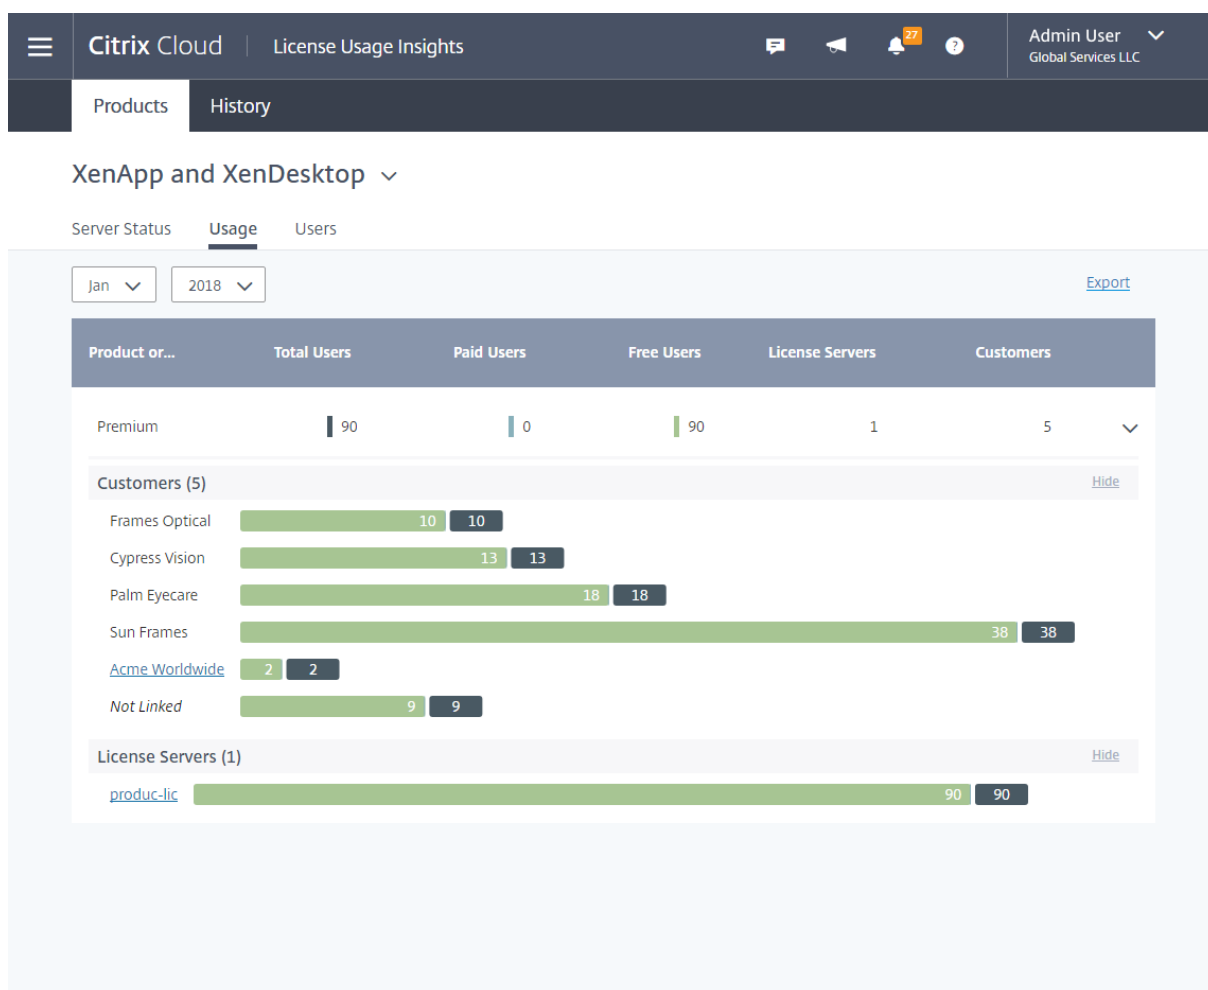 Citrix Cloud License Usage Insights 27 ? Admin User
Global Services LLC
Products History
XenApp and XenDesktop
Server Status Usage Users
Jan 2018 Export
Product or... Total Users Paid Users Free Users License Servers Customers
Premium 90 0 90 1 5
Customers (5) Hide
Frames Optical 10 10
Cypress Vision 13 13
Palm Eyecare 18 18
Sun Frames 38 38
Acme Worldwide 2 2
Not Linked 9 9
License Servers (1) Hide
produc-lic 90 90